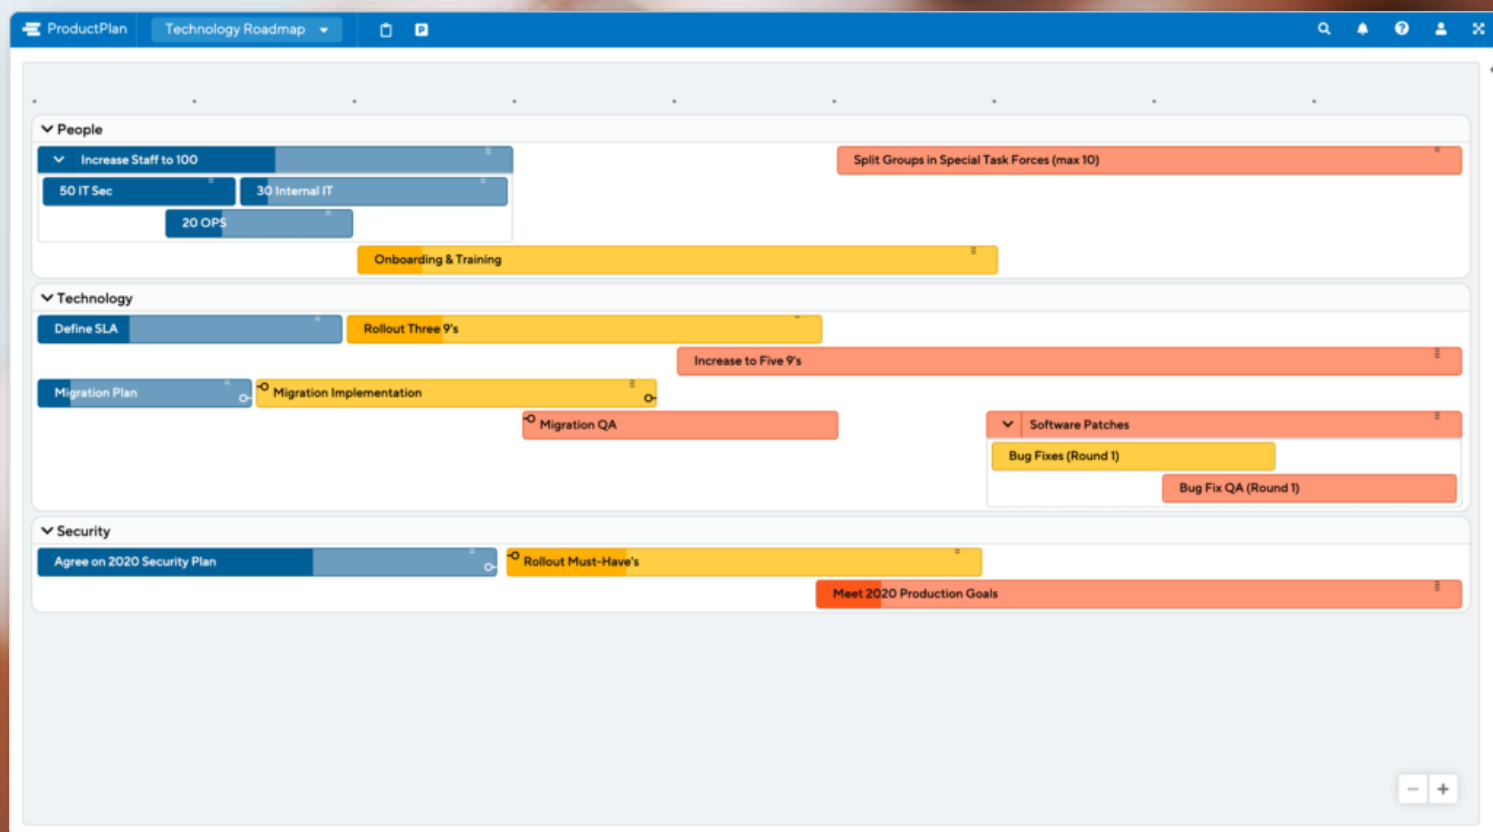 ProductPlan
Technology Roadmap
People
Increase Staff to 100
Split Groups in Special Task Forces (max 10)
50 IT Sec
30 Internal IT
20 OPS
Onboarding & Training
Technology
Define SLA
Rollout Three 9's
Increase to Five 9's
Migration Plan
Migration Implementation
Migration QA
Software Patches
Bug Fixes (Round 1)
Bug Fix QA (Round 1)
Security
Agree on 2020 Security Plan
Rollout Must-Have's
Meet 2020 Production Goals